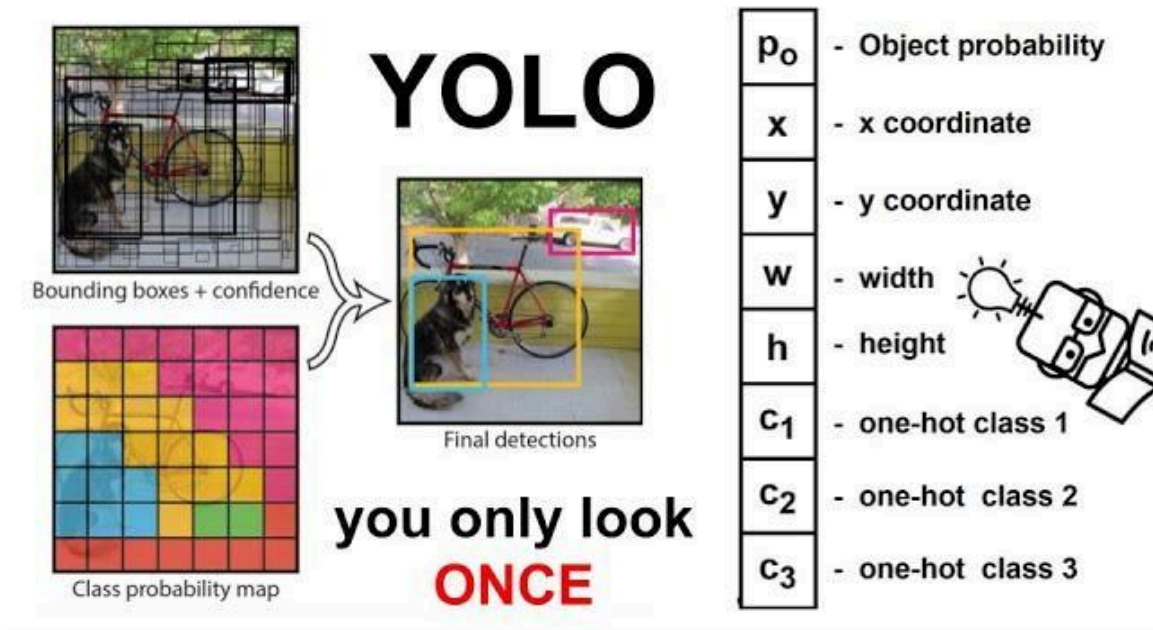 YOLO
Bounding boxes + confidence
Class probability map
Final detections
you only look
ONCE
p₀ - Object probability
x - x coordinate
y - y coordinate
w - width
h - height
c₁ - one-hot class 1
c₂ - one-hot class 2
c₃ - one-hot class 3